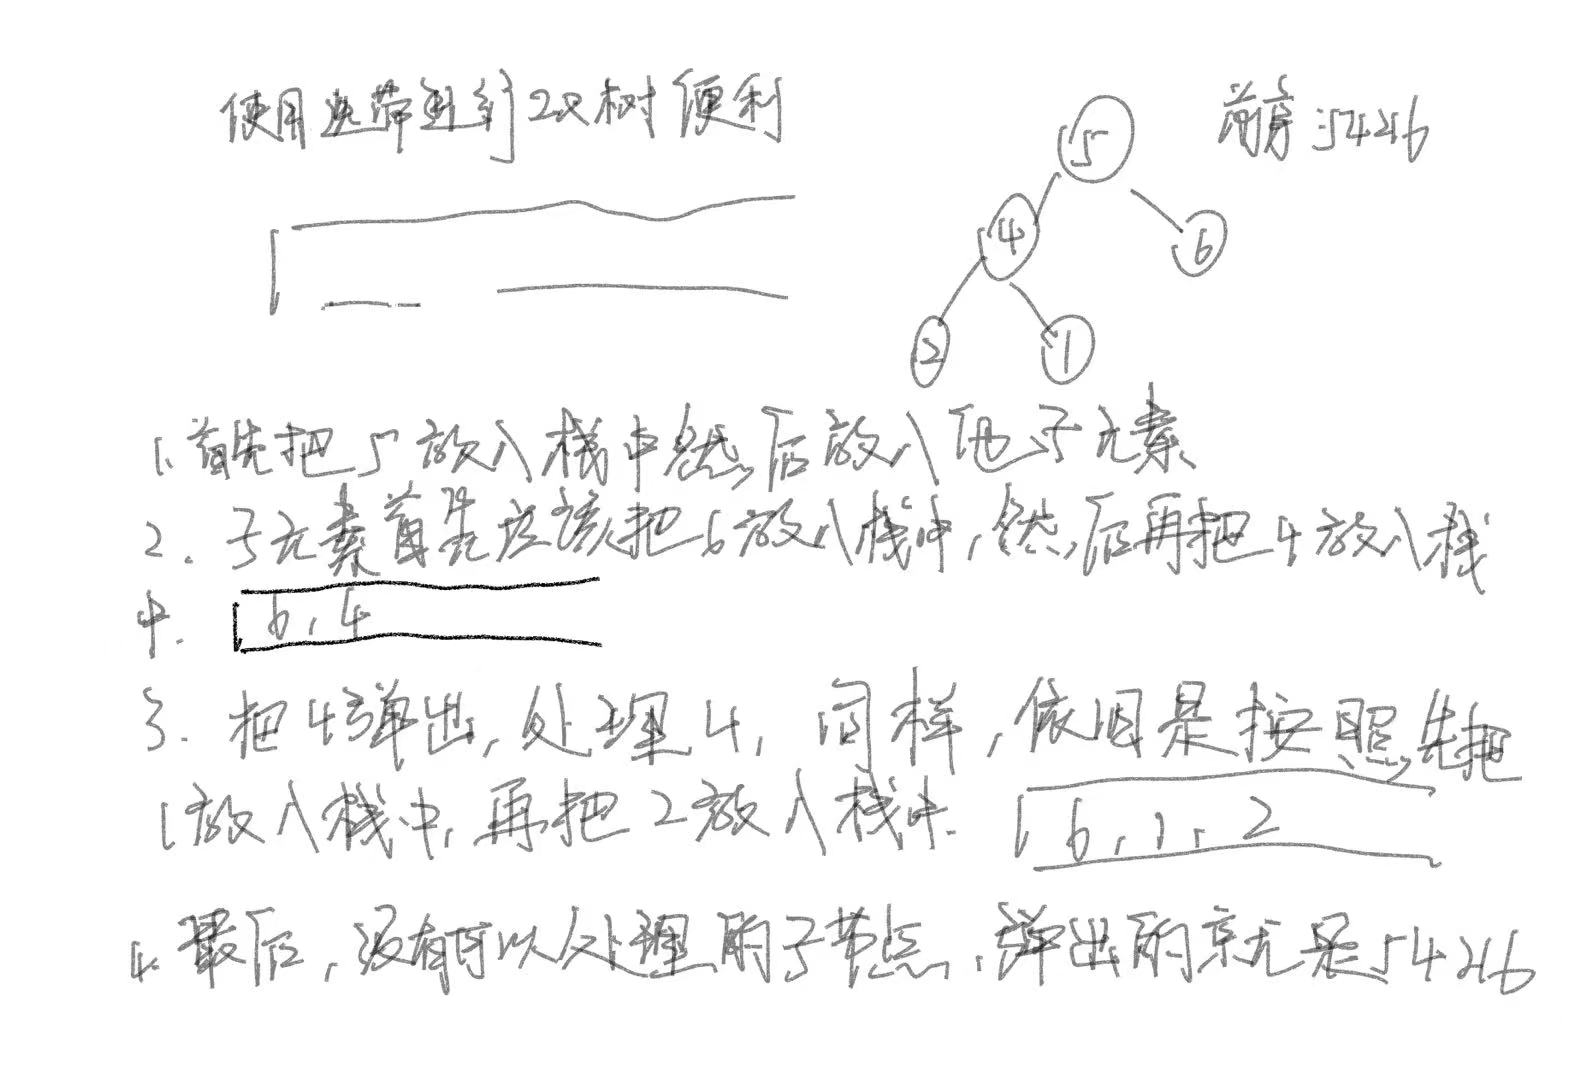 使用迭带进行2叉树便利
前序:54216
5
4
6
2
1
1.首先把5放入栈中然后放入他子元素
2.子元素首先应该把6放入栈中,然后再把4放入栈
中.
6,4
3.把4弹出,处理4,同样,依旧是按照先把
1放入栈中,再把2放入栈中.
6,1,2
4.最后,没有可以处理的子节点,弹出的就是54216